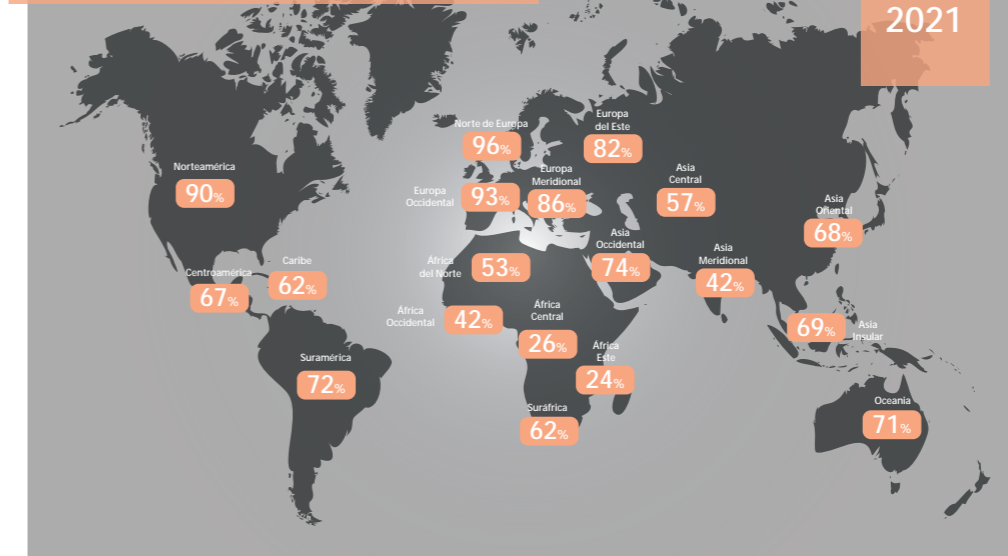 2021
Norte de Europa
96%
Europa
del Este
82%
Norteamérica
90%
Europa
Occidental
93%
Europa
Meridional
86%
Asia
Central
57%
Asia
Oriental
68%
África
del Norte
53%
Asia
Occidental
74%
Asia
Meridional
42%
Centroamérica
67%
Caribe
62%
África
Occidental
42%
África
Central
26%
África
Este
24%
69%
Asia
Insular
Suramérica
72%
Suráfrica
62%
Oceania
71%